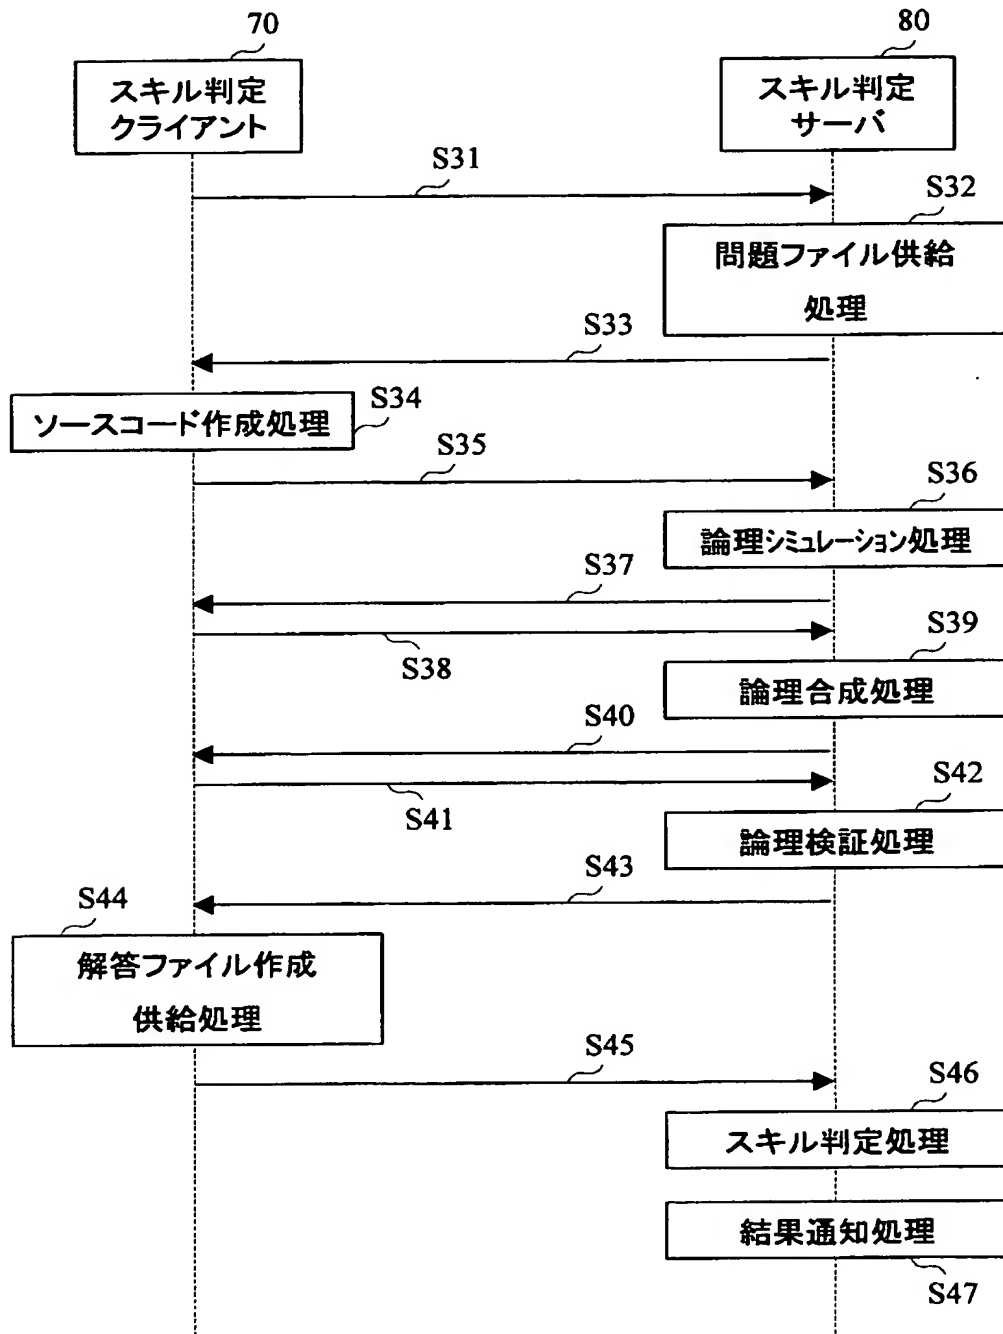 70
80
スキル判定
クライアント
スキル判定
サーバ
S31
S32
問題ファイル供給
処理
S33
ソースコード作成処理
S34
S35
S36
論理シミュレーション処理
S37
S38
S39
論理合成処理
S40
S41
S42
論理検証処理
S43
S44
解答ファイル作成
供給処理
S45
S46
スキル判定処理
結果通知処理
S47